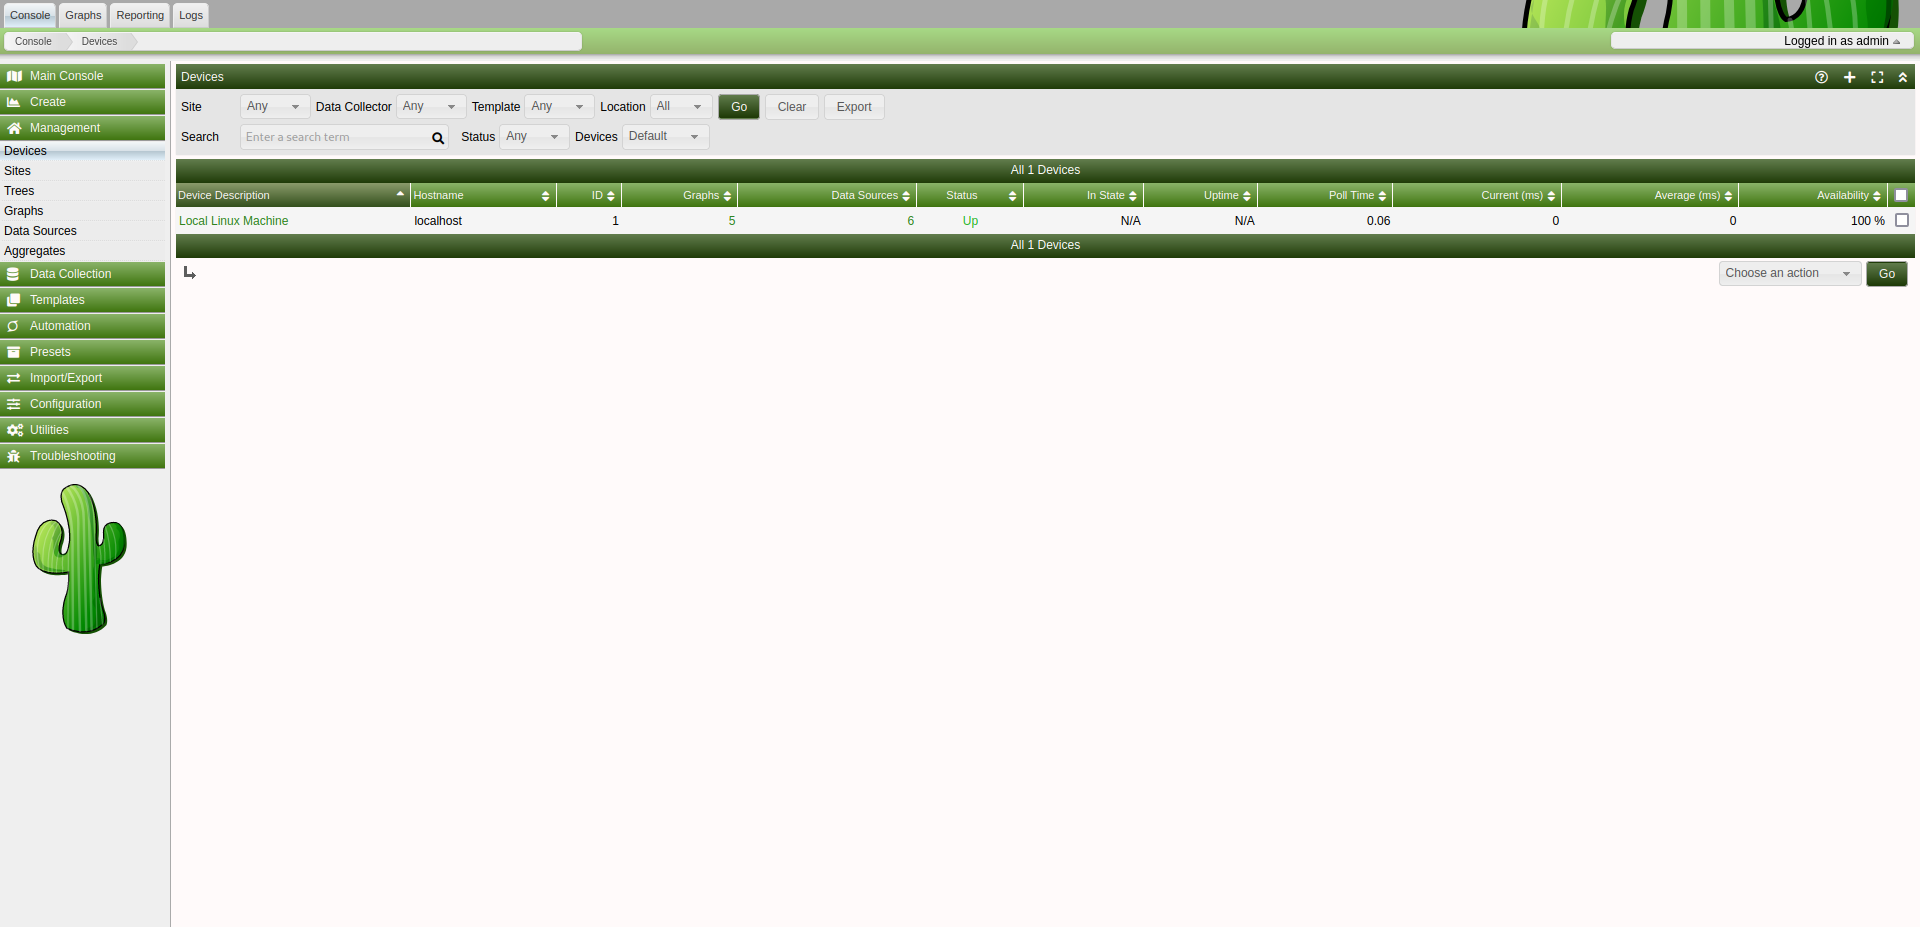 Console Graphs Reporting Logs
Console Devices
Logged in as admin
Main Console
Create
Management
Devices
Sites
Trees
Graphs
Data Sources
Aggregates
Data Collection
Templates
Automation
Presets
Import/Export
Configuration
Utilities
Troubleshooting
Devices
Site Any Data Collector Any Template Any Location All Go Clear Export
Search Enter a search term Status Any Devices Default
All 1 Devices
Device Description Hostname ID Graphs Data Sources Status In State Uptime Poll Time Current (ms) Average (ms) Availability
Local Linux Machine localhost 1 5 6 Up N/A N/A 0.06 0 0 100 %
All 1 Devices
Choose an action Go